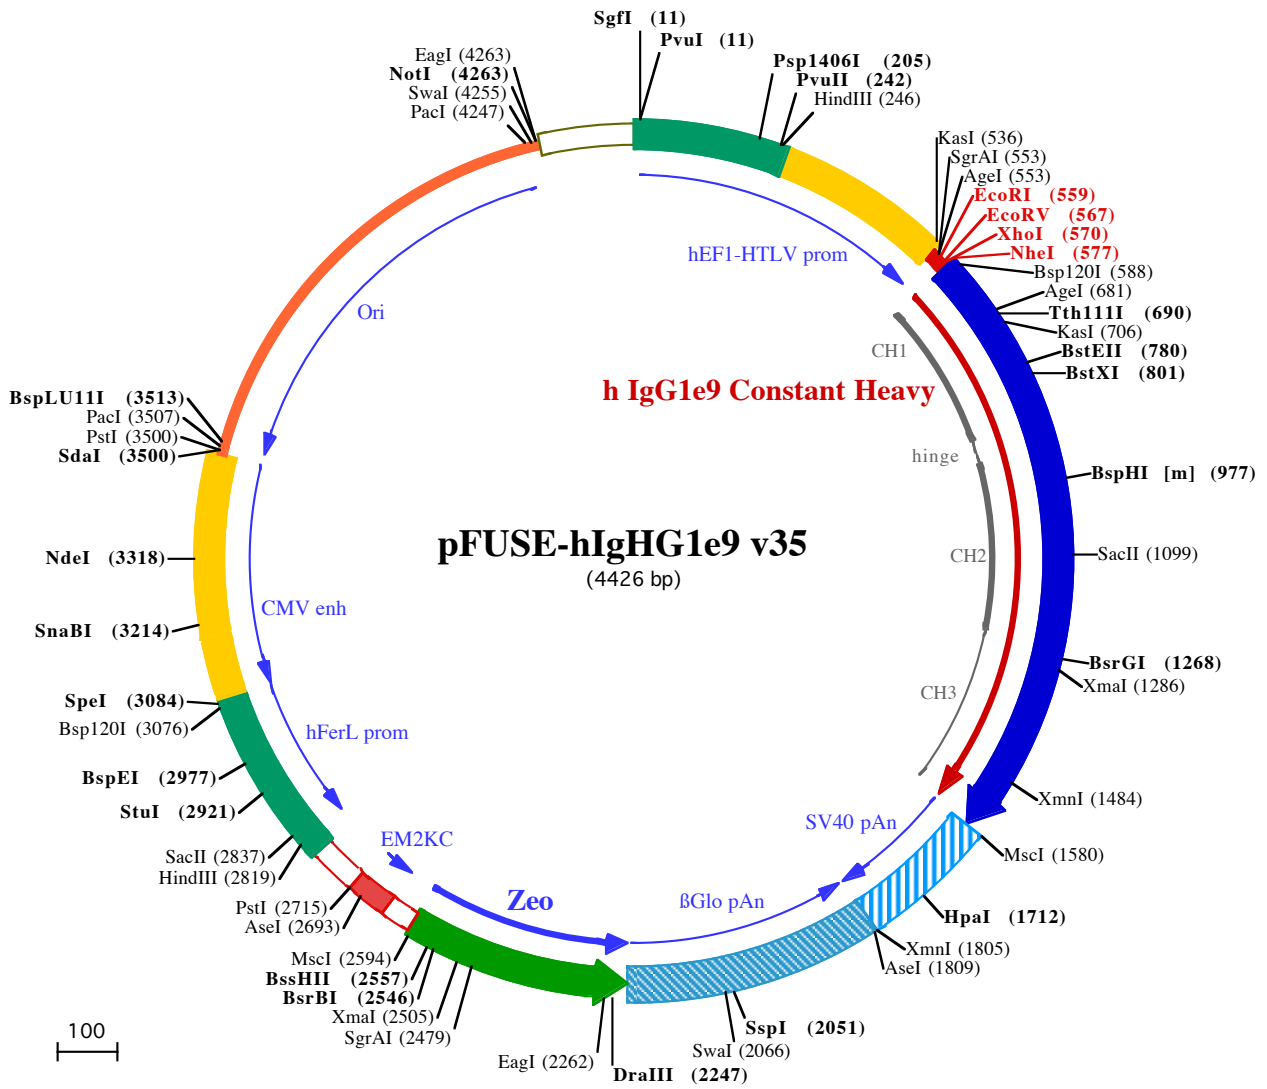 SgfI (11)
PvuI (11)
EagI (4263)
NotI (4263)
SwaI (4255)
PacI (4247)
Psp1406I (205)
PvuII (242)
HindIII (246)
KasI (536)
SgrAI (553)
AgeI (553)
EcoRI (559)
EcoRV (567)
XhoI (570)
NheI (577)
Bsp120I (588)
AgeI (681)
Tth111I (690)
KasI (706)
BstEII (780)
BstXI (801)
BspHI [m] (977)
SacII (1099)
BsrGI (1268)
XmaI (1286)
XmnI (1484)
MscI (1580)
HpaI (1712)
XmnI (1805)
AseI (1809)
SspI (2051)
SwaI (2066)
DraIII (2247)
EagI (2262)
SgrAI (2479)
XmaI (2505)
BsrBI (2546)
BssHII (2557)
MscI (2594)
AseI (2693)
PstI (2715)
HindIII (2819)
SacII (2837)
StuI (2921)
BspEI (2977)
Bsp120I (3076)
SpeI (3084)
SnaBI (3214)
NdeI (3318)
SdaI (3500)
PstI (3500)
PacI (3507)
BspLU11I (3513)
hEF1-HTLV prom
Ori
CH1
h IgG1e9 Constant Heavy
hinge
pFUSE-hIgHG1e9 v35
(4426 bp)
CH2
CMV enh
CH3
hFerL prom
SV40 pAn
EM2KC
Zeo
ßGlo pAn
100